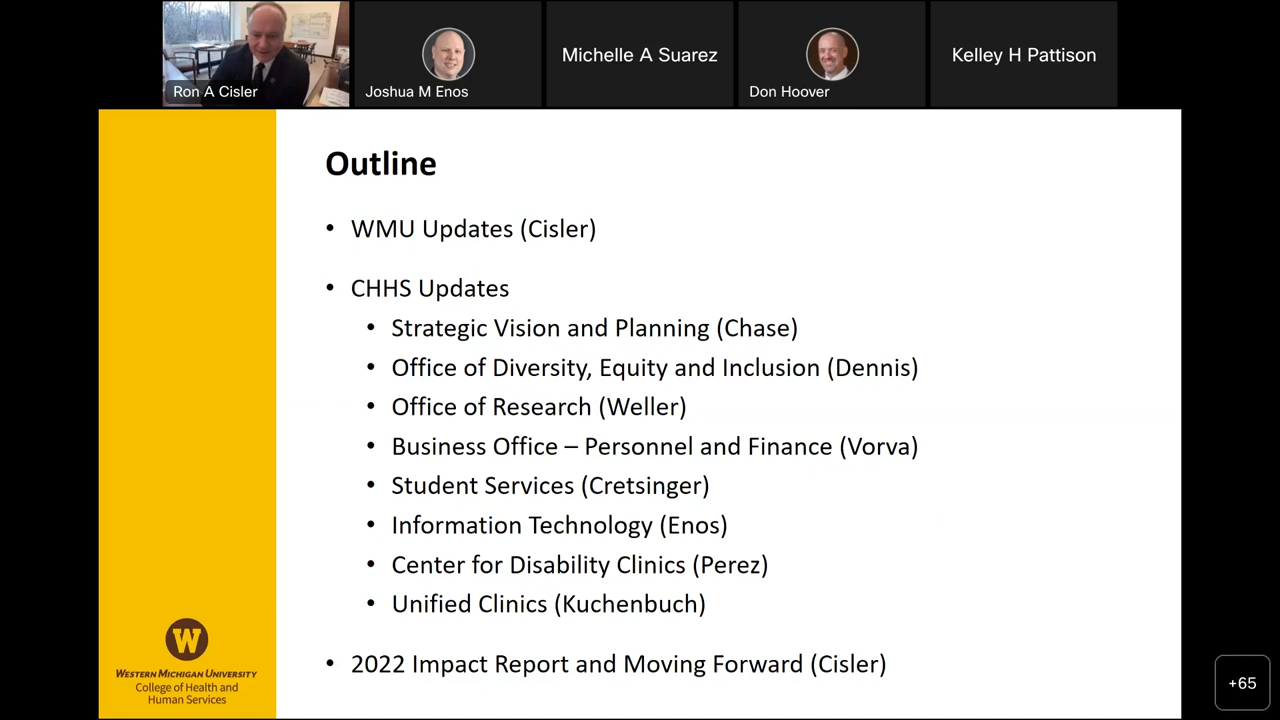 Ron A Cisler
Joshua M Enos
Michelle A Suarez
Don Hoover
Kelley H Pattison
Outline
• WMU Updates (Cisler)
• CHHS Updates
• Strategic Vision and Planning (Chase)
• Office of Diversity, Equity and Inclusion (Dennis)
• Office of Research (Weller)
• Business Office – Personnel and Finance (Vorva)
• Student Services (Cretsinger)
• Information Technology (Enos)
• Center for Disability Clinics (Perez)
• Unified Clinics (Kuchenbuch)
• 2022 Impact Report and Moving Forward (Cisler)
W
WESTERN MICHIGAN UNIVERSITY
College of Health and
Human Services
+65